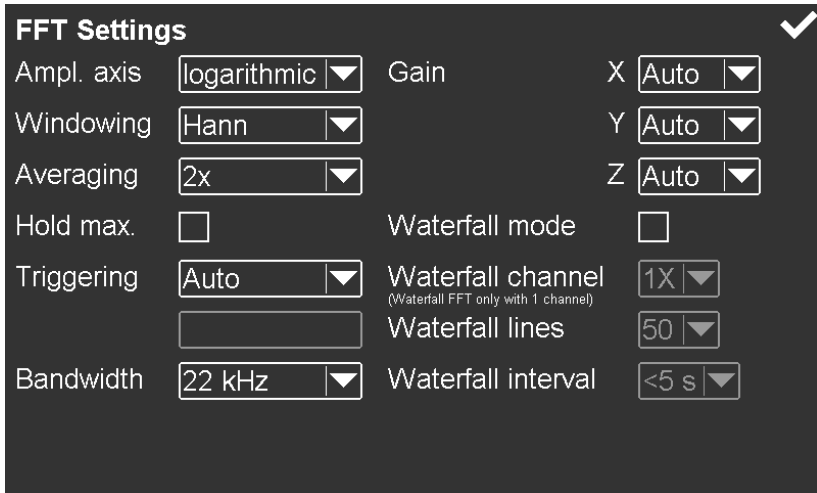 FFT Settings
Ampl. axis logarithmic Gain X Auto
Windowing Hann Y Auto
Averaging 2x Z Auto
Hold max. Waterfall mode
Triggering Auto Waterfall channel 1X
(Waterfall FFT only with 1 channel)
Waterfall lines 50
Bandwidth 22 kHz Waterfall interval <5 s